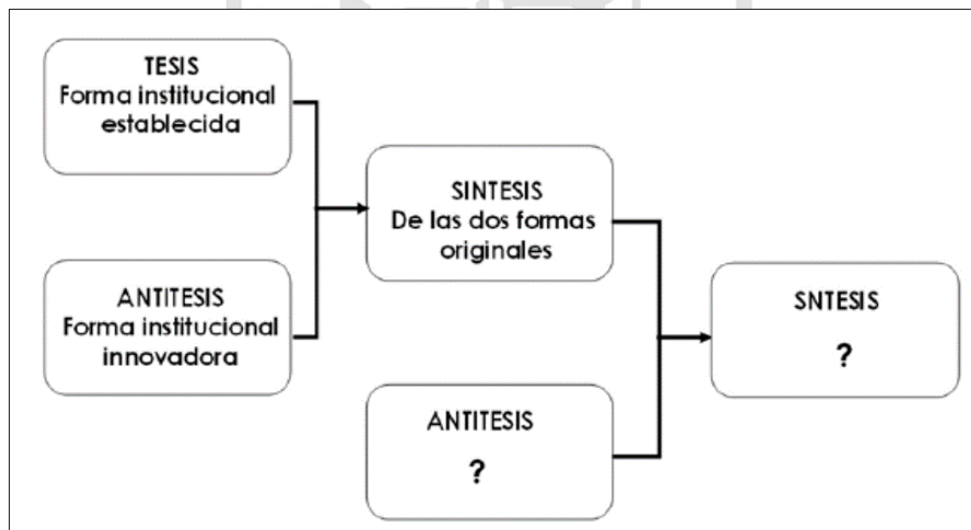 TESIS
Forma institucional
establecida
ANTITESIS
Forma institucional
innovadora
SINTESIS
De las dos formas
originales
ANTITESIS
?
SNTESIS
?